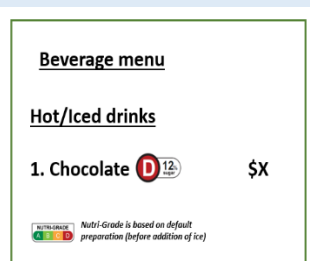 Beverage menu
Hot/Iced drinks
1. Chocolate D 12% sugar $X
NUTRI-GRADE Nutri-Grade is based on default
A B C D preparation (before addition of ice)